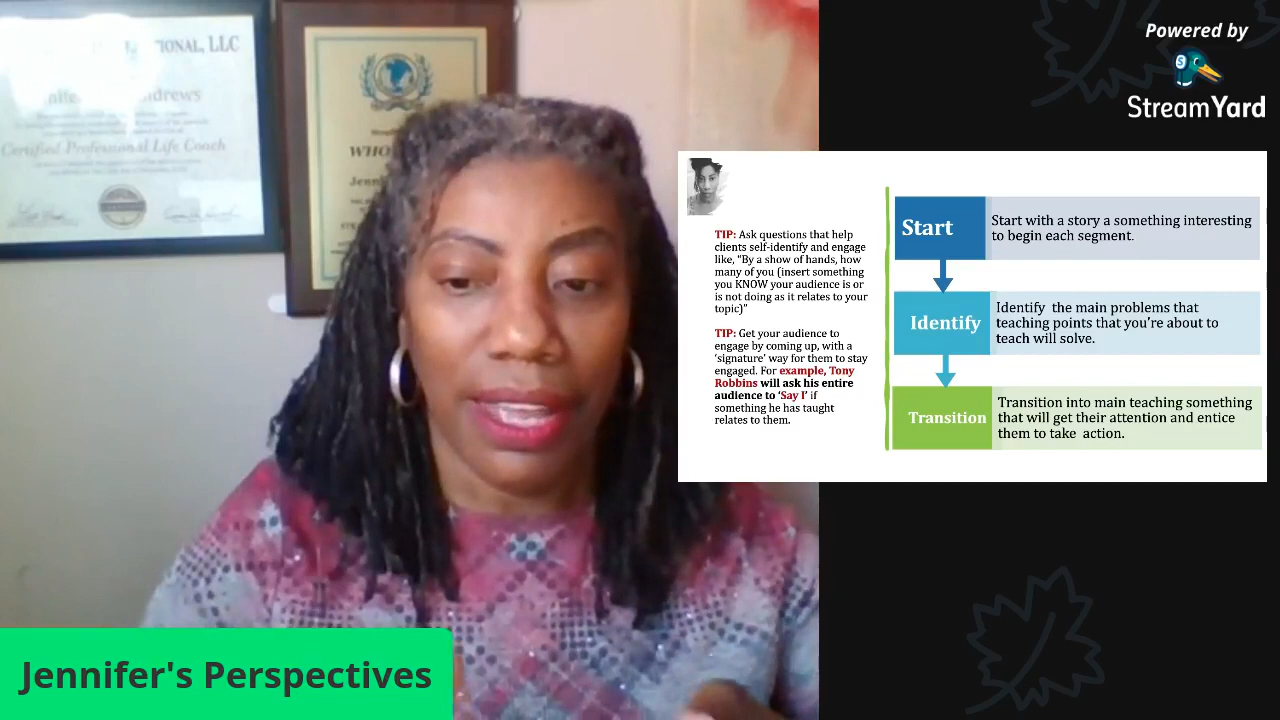 IONAL, LLC
Certified Professional Life Coach
WHO
Powered by
StreamYard
TIP: Ask questions that help
clients self-identify and engage
like, "By a show of hands, how
many of you (insert something
you KNOW your audience is or
is not doing as it relates to your
topic)"
TIP: Get your audience to
engage by coming up, with a
'signature' way for them to stay
engaged. For example, Tony
Robbins will ask his entire
audience to 'Say I' if
something he has taught
relates to them.
Start
Start with a story a something interesting
to begin each segment.
Identify
Identify the main problems that
teaching points that you're about to
teach will solve.
Transition
Transition into main teaching something
that will get their attention and entice
them to take action.
Jennifer's Perspectives